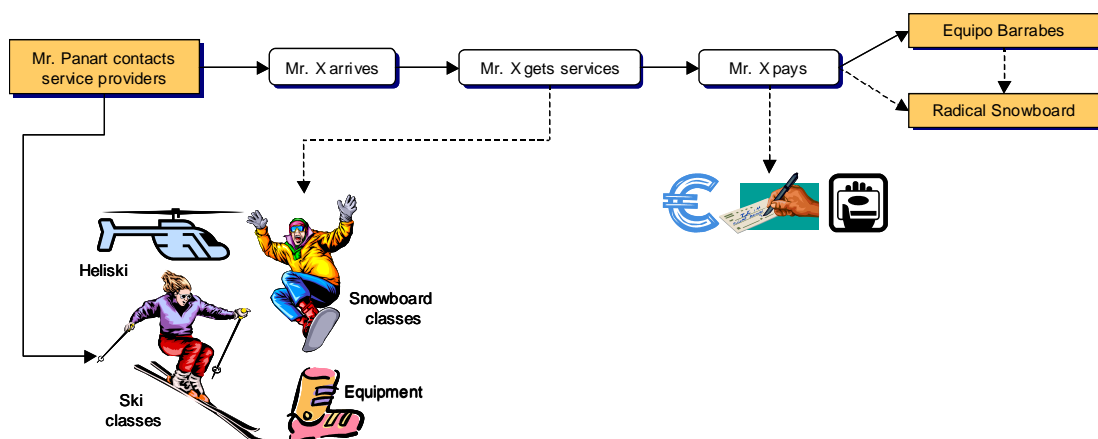 Mr. Panart contacts
service providers
Mr. X arrives
Mr. X gets services
Mr. X pays
Equipo Barrabes
Radical Snowboard
Heliski
Snowboard
classes
Ski
classes
Equipment